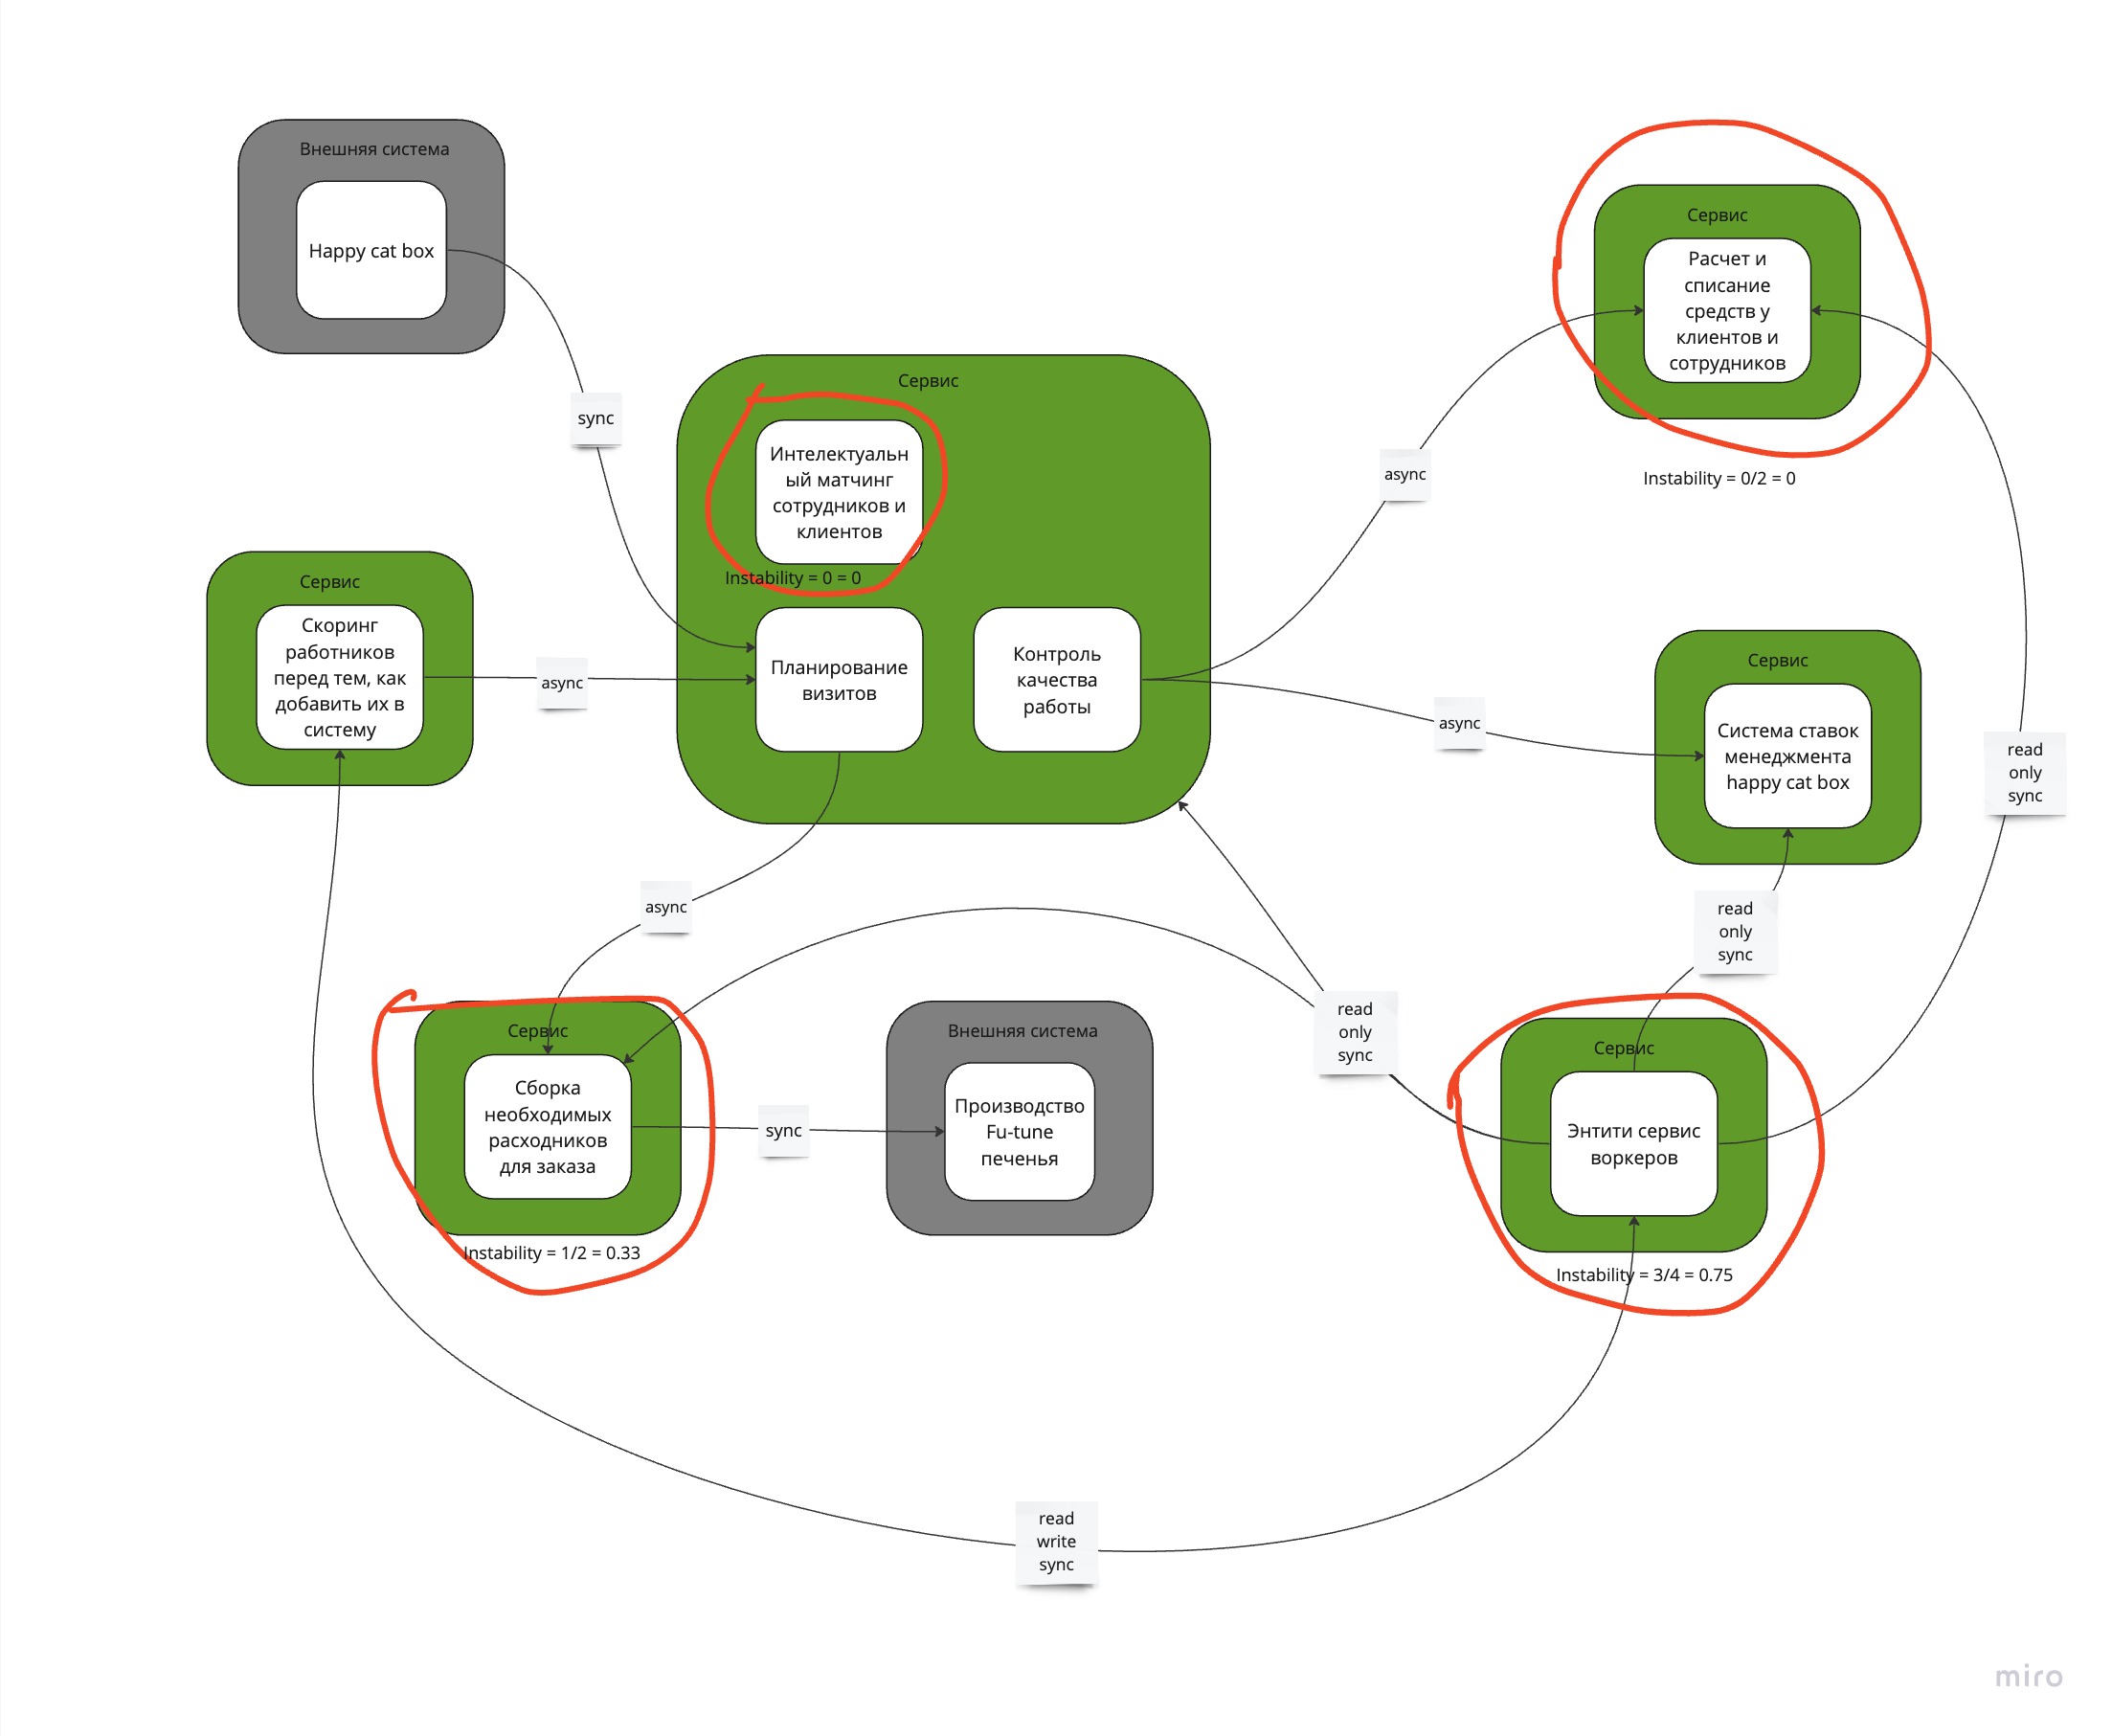 Внешняя система
Happy cat box
sync
Сервис
Расчет и
списание
средств у
клиентов и
сотрудников
Instability = 0/2 = 0
Сервис
Интелектуальн
ый матчинг
сотрудников и
клиентов
Instability = 0 = 0
Планирование
визитов
Контроль
качества
работы
async
Сервис
Скоринг
работников
перед тем, как
добавить их в
систему
async
async
Сервис
Система ставок
менеджмента
happy cat box
read
only
sync
async
read
only
sync
Сервис
Сборка
необходимых
расходников
для заказа
Instability = 1/2 = 0.33
sync
Внешняя система
Производство
Fu-tune
печенья
read
only
sync
Сервис
Энтити сервис
воркеров
Instability = 3/4 = 0.75
read
write
sync
miro